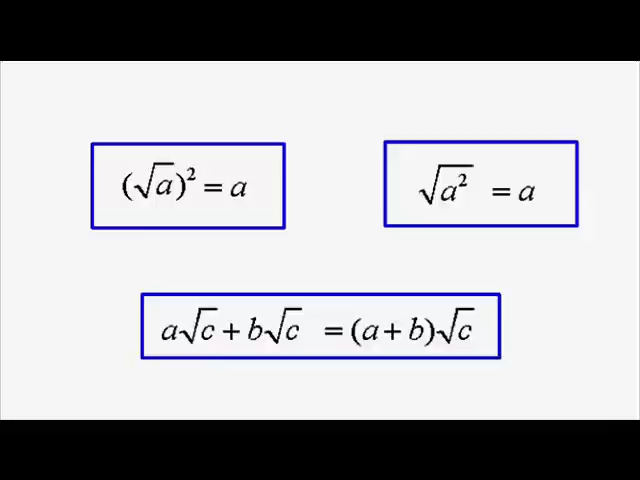 (√a)² = a
√a² = a
a√c + b√c = (a + b)√c